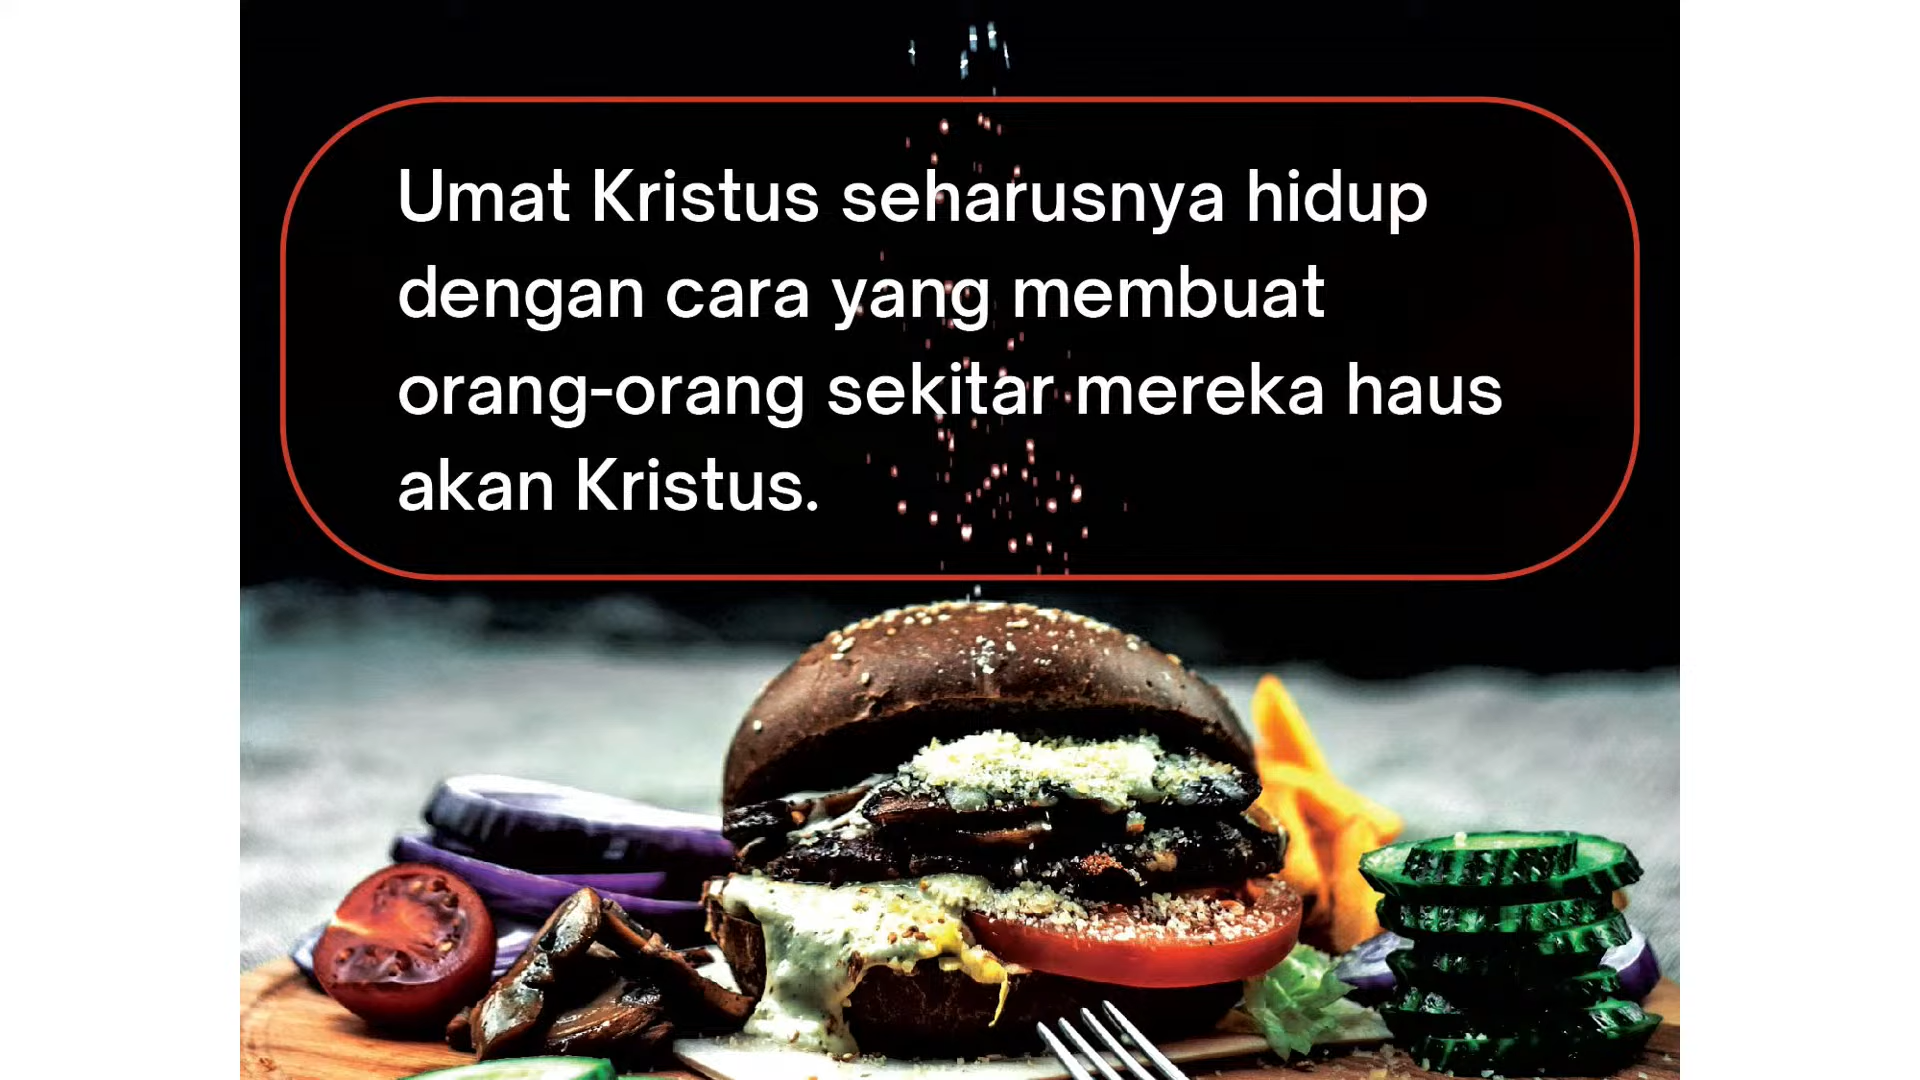 Umat Kristus seharusnya hidup
dengan cara yang membuat
orang-orang sekitar mereka haus
akan Kristus.